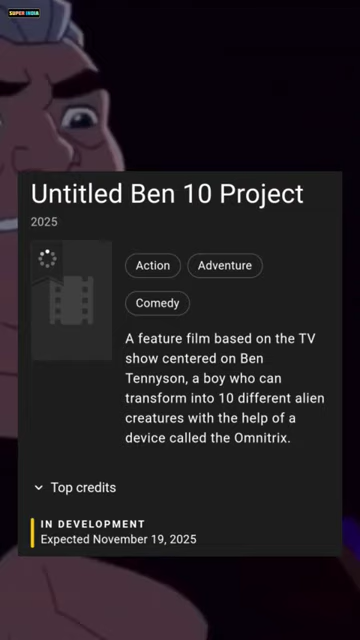 SUPER INDIA
Untitled Ben 10 Project
2025
Action
Adventure
Comedy
A feature film based on the TV
show centered on Ben
Tennyson, a boy who can
transform into 10 different alien
creatures with the help of a
device called the Omnitrix.
Top credits
IN DEVELOPMENT
Expected November 19, 2025